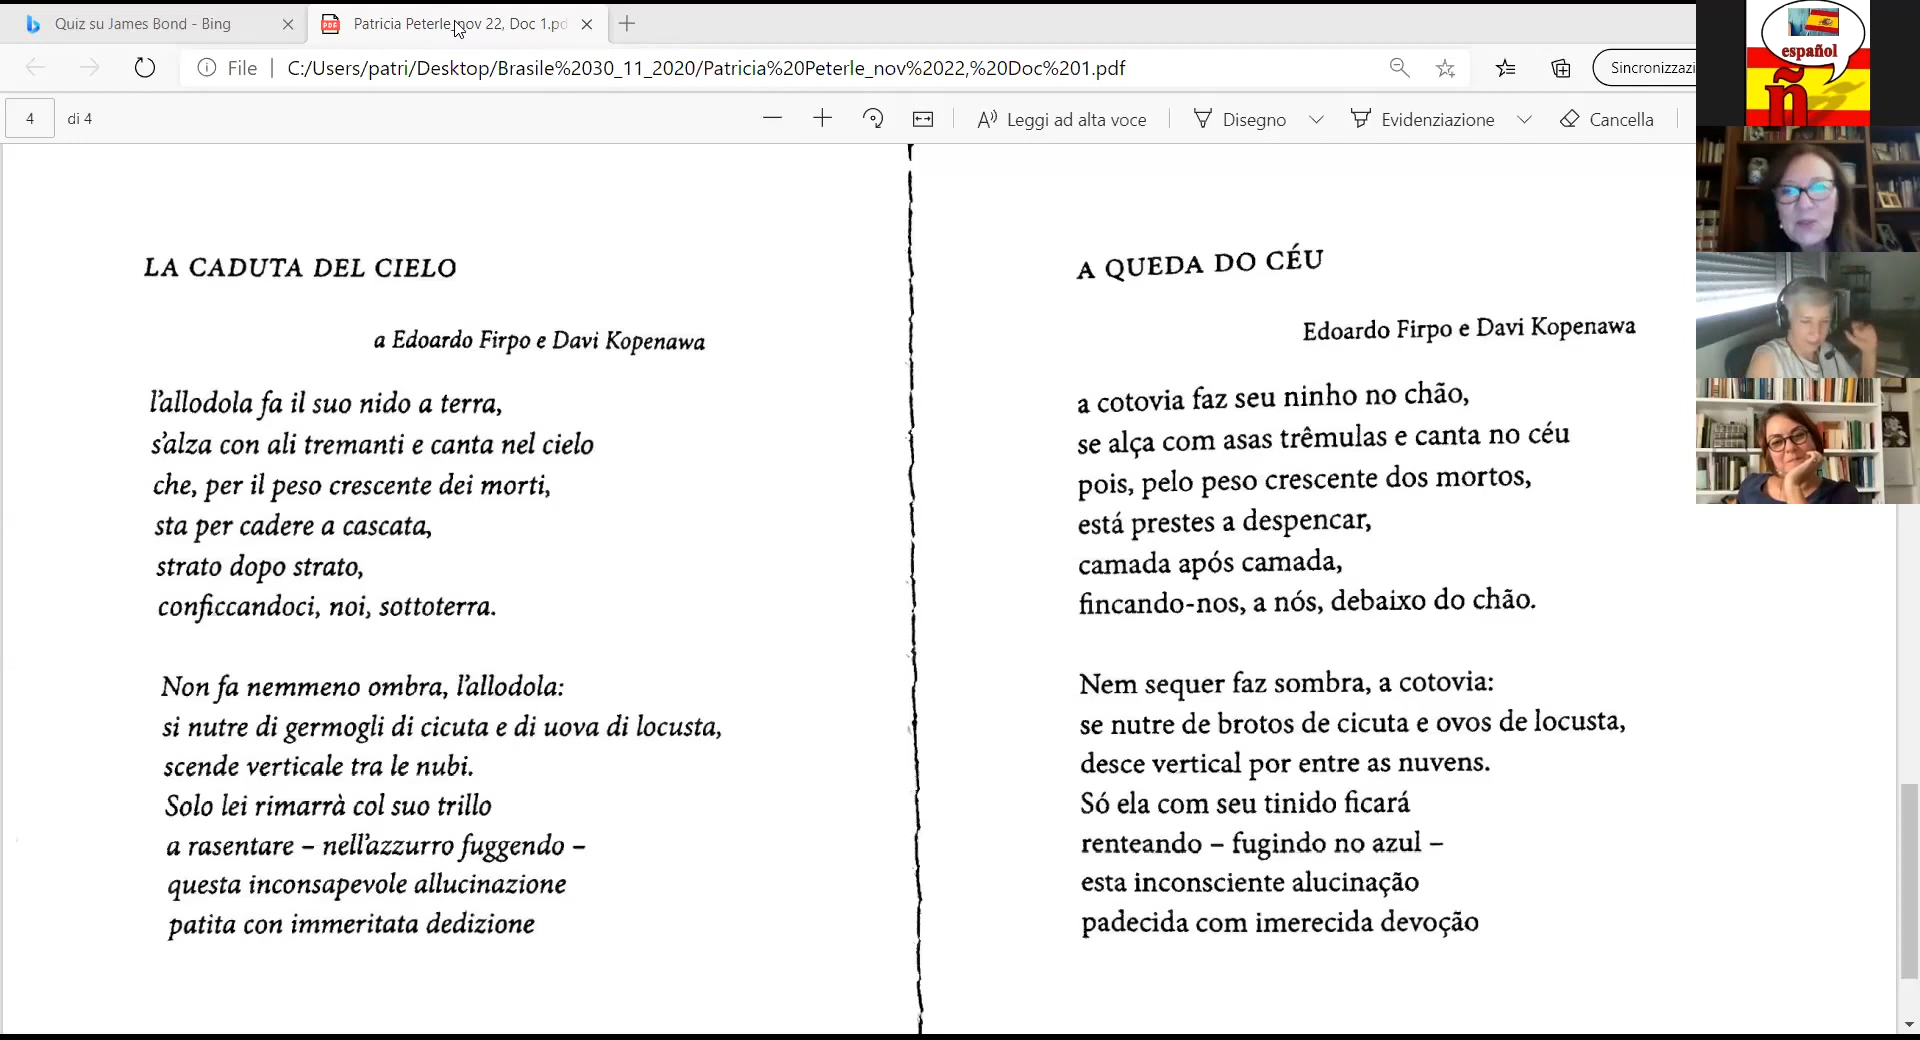 Quiz su James Bond - Bing
Patricia Peterle_nov 22, Doc 1.pd
File
C:/Users/patri/Desktop/Brasile%2030_11_2020/Patricia%20Peterle_nov%2022,%20Doc%201.pdf
Sincronizzazi
4 di 4
Leggi ad alta voce
Disegno
Evidenziazione
Cancella
español
ñ
LA CADUTA DEL CIELO
a Edoardo Firpo e Davi Kopenawa
l'allodola fa il suo nido a terra,
s'alza con ali tremanti e canta nel cielo
che, per il peso crescente dei morti,
sta per cadere a cascata,
strato dopo strato,
conficcandoci, noi, sottoterra.
Non fa nemmeno ombra, l'allodola:
si nutre di germogli di cicuta e di uova di locusta,
scende verticale tra le nubi.
Solo lei rimarrà col suo trillo
a rasentare – nell'azzurro fuggendo –
questa inconsapevole allucinazione
patita con immeritata dedizione
A QUEDA DO CÉU
Edoardo Firpo e Davi Kopenawa
a cotovia faz seu ninho no chão,
se alça com asas trêmulas e canta no céu
pois, pelo peso crescente dos mortos,
está prestes a despencar,
camada após camada,
fincando-nos, a nós, debaixo do chão.
Nem sequer faz sombra, a cotovia:
se nutre de brotos de cicuta e ovos de locusta,
desce vertical por entre as nuvens.
Só ela com seu tinido ficará
renteando – fugindo no azul –
esta inconsciente alucinação
padecida com imerecida devoção